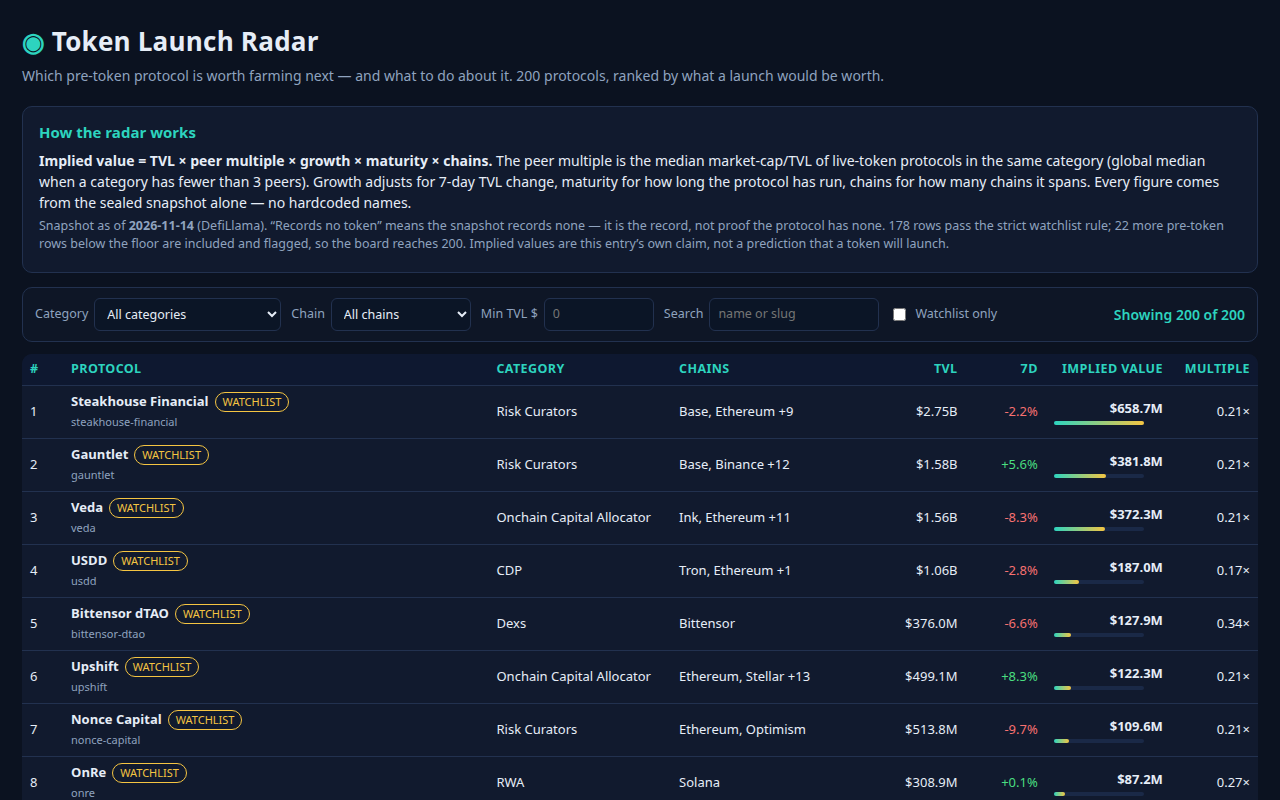 ◉ Token Launch Radar
Which pre-token protocol is worth farming next — and what to do about it. 200 protocols, ranked by what a launch would be worth.
How the radar works
Implied value = TVL × peer multiple × growth × maturity × chains. The peer multiple is the median market-cap/TVL of live-token protocols in the same category (global median
when a category has fewer than 3 peers). Growth adjusts for 7-day TVL change, maturity for how long the protocol has run, chains for how many chains it spans. Every figure comes
from the sealed snapshot alone — no hardcoded names.
Snapshot as of 2026-11-14 (DefiLlama). “Records no token” means the snapshot records none — it is the record, not proof the protocol has none. 178 rows pass the strict watchlist rule; 22 more pre-token
rows below the floor are included and flagged, so the board reaches 200. Implied values are this entry’s own claim, not a prediction that a token will launch.
Category All categories Chain All chains Min TVL $ 0 Search name or slug Watchlist only Showing 200 of 200
# PROTOCOL CATEGORY CHAINS TVL 7D IMPLIED VALUE MULTIPLE
1 Steakhouse Financial WATCHLIST steakhouse-financial Risk Curators Base, Ethereum +9 $2.75B -2.2% $658.7M 0.21×
2 Gauntlet WATCHLIST gauntlet Risk Curators Base, Binance +12 $1.58B +5.6% $381.8M 0.21×
3 Veda WATCHLIST veda Onchain Capital Allocator Ink, Ethereum +11 $1.56B -8.3% $372.3M 0.21×
4 USDD WATCHLIST usdd CDP Tron, Ethereum +1 $1.06B -2.8% $187.0M 0.17×
5 Bittensor dTAO WATCHLIST bittensor-dtao Dexs Bittensor $376.0M -6.6% $127.9M 0.34×
6 Upshift WATCHLIST upshift Onchain Capital Allocator Ethereum, Stellar +13 $499.1M +8.3% $122.3M 0.21×
7 Nonce Capital WATCHLIST nonce-capital Risk Curators Ethereum, Optimism $513.8M -9.7% $109.6M 0.21×
8 OnRe WATCHLIST onre RWA Solana $308.9M +0.1% $87.2M 0.27×